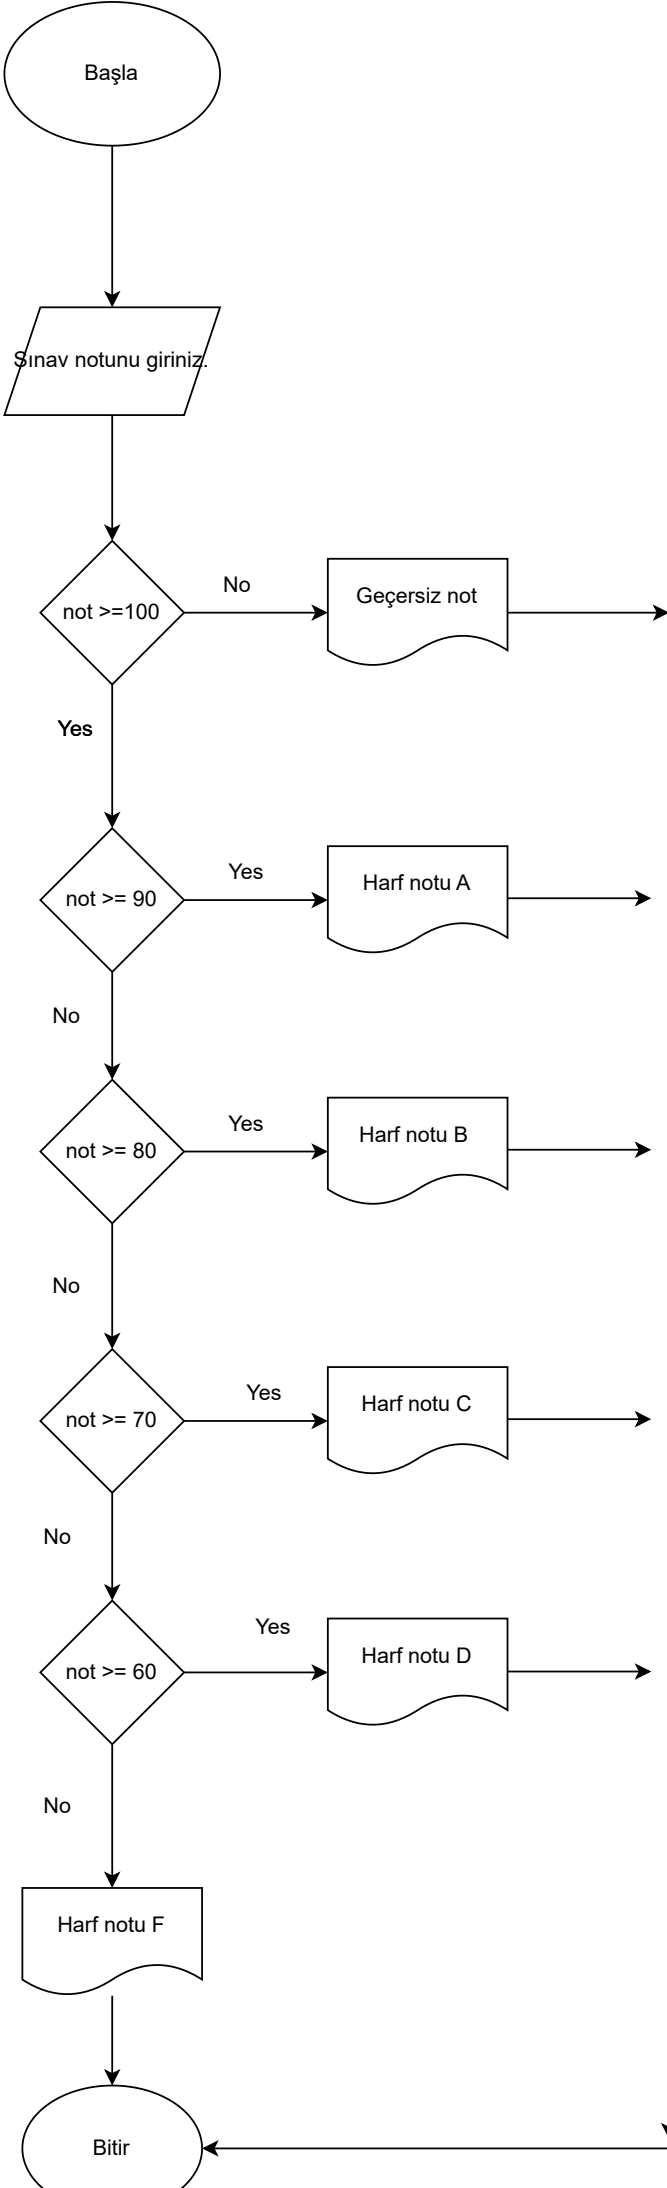 Başla
Sınav notunu giriniz.
not >=100
No
Geçersiz not
Yes
not >= 90
Yes
Harf notu A
No
not >= 80
Yes
Harf notu B
No
not >= 70
Yes
Harf notu C
No
not >= 60
Yes
Harf notu D
No
Harf notu F
Bitir